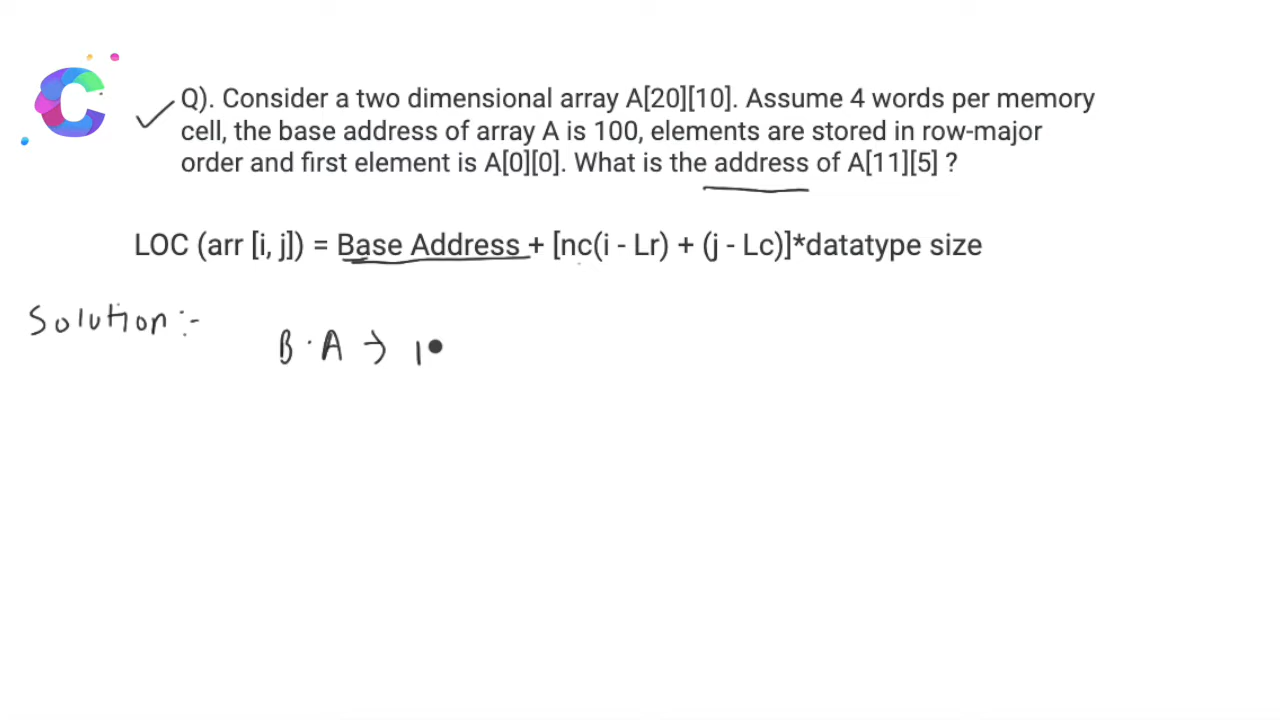 Q). Consider a two dimensional array A[20][10]. Assume 4 words per memory
cell, the base address of array A is 100, elements are stored in row-major
order and first element is A[0][0]. What is the address of A[11][5] ?
LOC (arr [i, j]) = Base Address + [nc(i - Lr) + (j - Lc)]*datatype size
Solution :-
B.A → 1